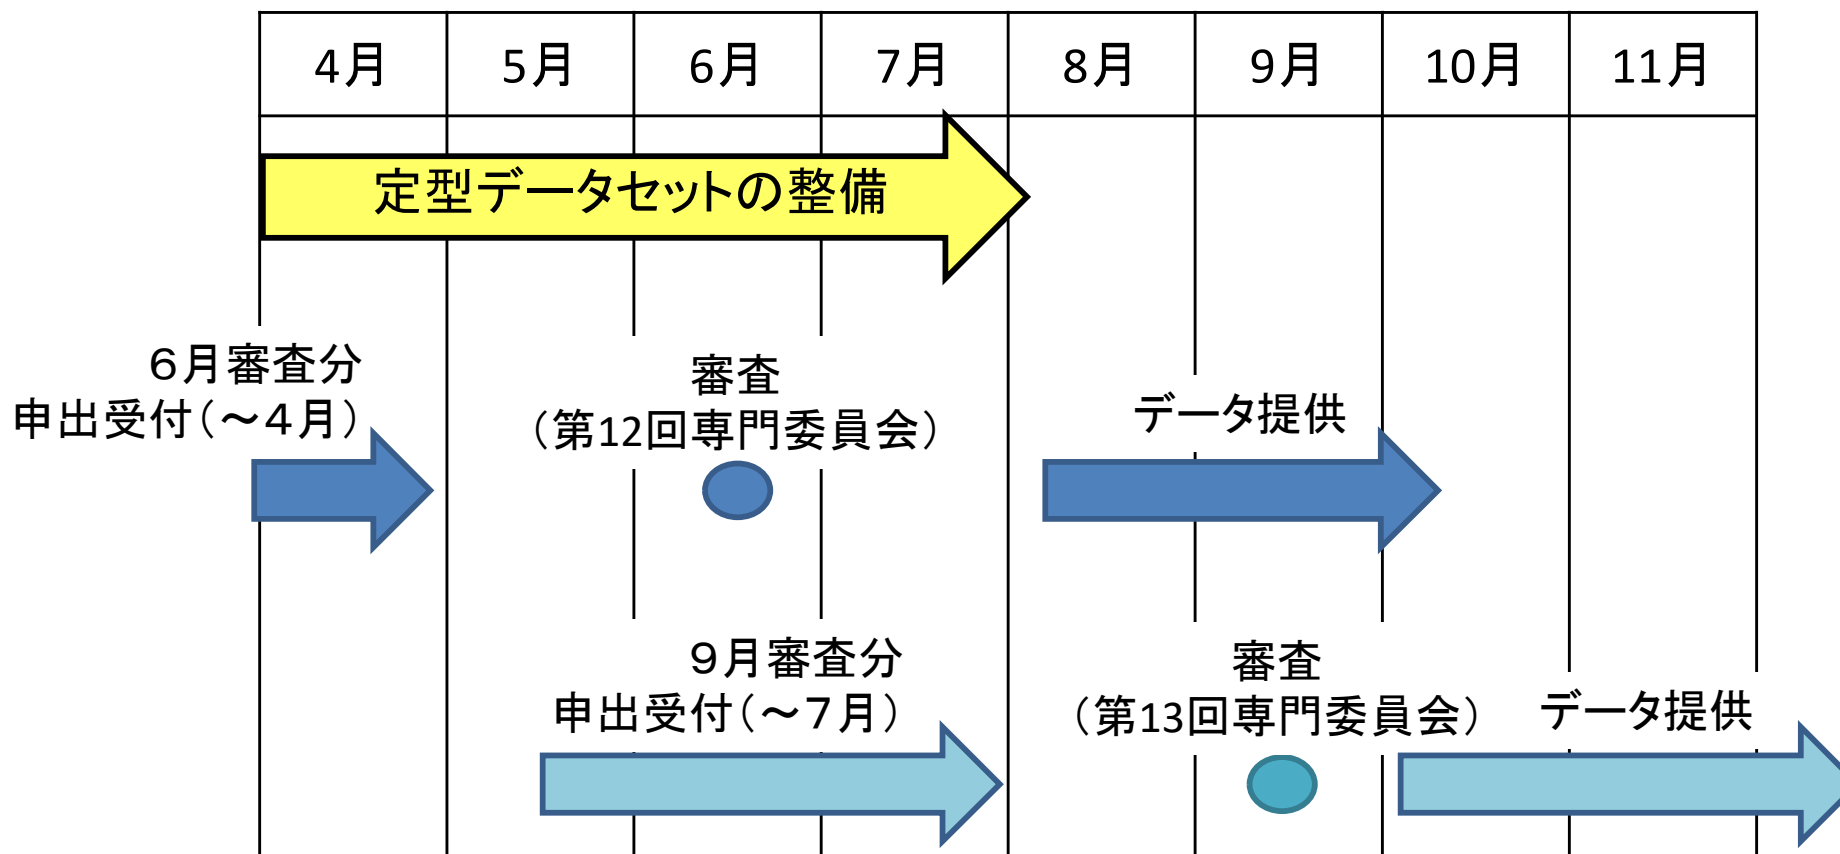 4月 5月 6月 7月 8月 9月 10月 11月
定型データセットの整備
６月審査分
申出受付（～４月）
審査
（第12回専門委員会）
データ提供
９月審査分
申出受付（～７月）
審査
（第13回専門委員会）
データ提供